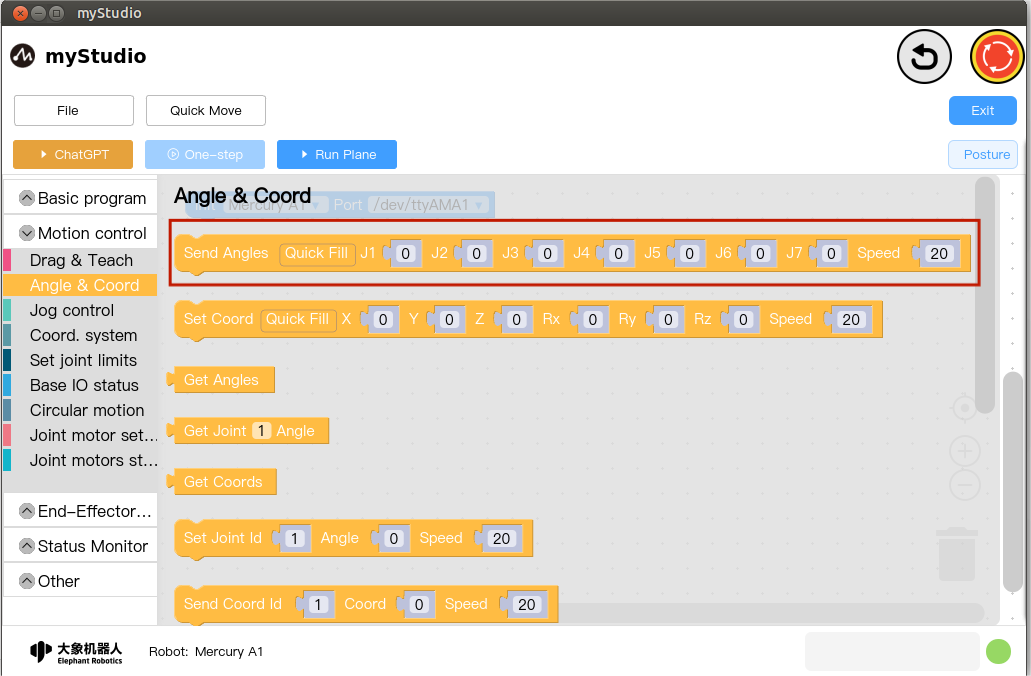 myStudio
myStudio
File
Quick Move
Exit
ChatGPT
One-step
Run Plane
Posture
Basic program
Motion control
Drag & Teach
Angle & Coord
Jog control
Coord. system
Set joint limits
Base IO status
Circular motion
Joint motor set...
Joint motors st...
End-Effector...
Status Monitor
Other
Angle & Coord
Mercury A1 Port /dev/ttyAMA1
Send Angles Quick Fill J1 0 J2 0 J3 0 J4 0 J5 0 J6 0 J7 0 Speed 20
Set Coord Quick Fill X 0 Y 0 Z 0 Rx 0 Ry 0 Rz 0 Speed 20
Get Angles
Get Joint 1 Angle
Get Coords
Set Joint Id 1 Angle 0 Speed 20
Send Coord Id 1 Coord 0 Speed 20
大象机器人
Elephant Robotics
Robot: Mercury A1